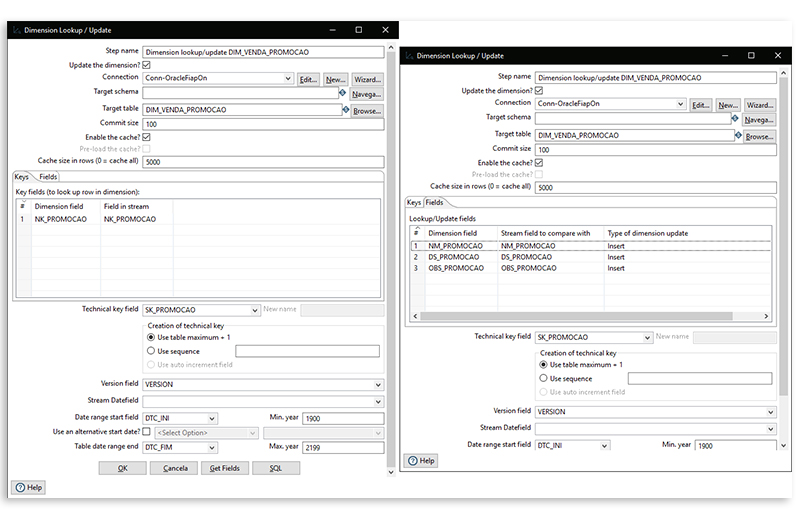 Dimension Lookup / Update
Step name Dimension lookup/update DIM_VENDA_PROMOCAO
Update the dimension?
Connection Conn-OracleFiapOn Edit... New... Wizard...
Target schema Navega...
Target table DIM_VENDA_PROMOCAO Browse...
Commit size 100
Enable the cache?
Pre-load the cache?
Cache size in rows (0 = cache all) 5000
Keys Fields
Key fields (to look up row in dimension):
# Dimension field Field in stream
1 NK_PROMOCAO NK_PROMOCAO
Technical key field SK_PROMOCAO New name
Creation of technical key
Use table maximum + 1
Use sequence
Use auto increment field
Version field VERSION
Stream Datefield
Date range start field DTC_INI Min. year 1900
Use an alternative start date? <Select Option>
Table date range end DTC_FIM Max. year 2199
OK Cancela Get Fields SQL
Help
Dimension Lookup / Update
Step name Dimension lookup/update DIM_VENDA_PROMOCAO
Update the dimension?
Connection Conn-OracleFiapOn Edit... New... Wizard...
Target schema Navega...
Target table DIM_VENDA_PROMOCAO Browse...
Commit size 100
Enable the cache?
Pre-load the cache?
Cache size in rows (0 = cache all) 5000
Keys Fields
Lookup/Update fields
# Dimension field Stream field to compare with Type of dimension update
1 NM_PROMOCAO NM_PROMOCAO Insert
2 DS_PROMOCAO DS_PROMOCAO Insert
3 OBS_PROMOCAO OBS_PROMOCAO Insert
Technical key field SK_PROMOCAO New name
Creation of technical key
Use table maximum + 1
Use sequence
Use auto increment field
Version field VERSION
Stream Datefield
Date range start field DTC_INI Min. year 1900
Help